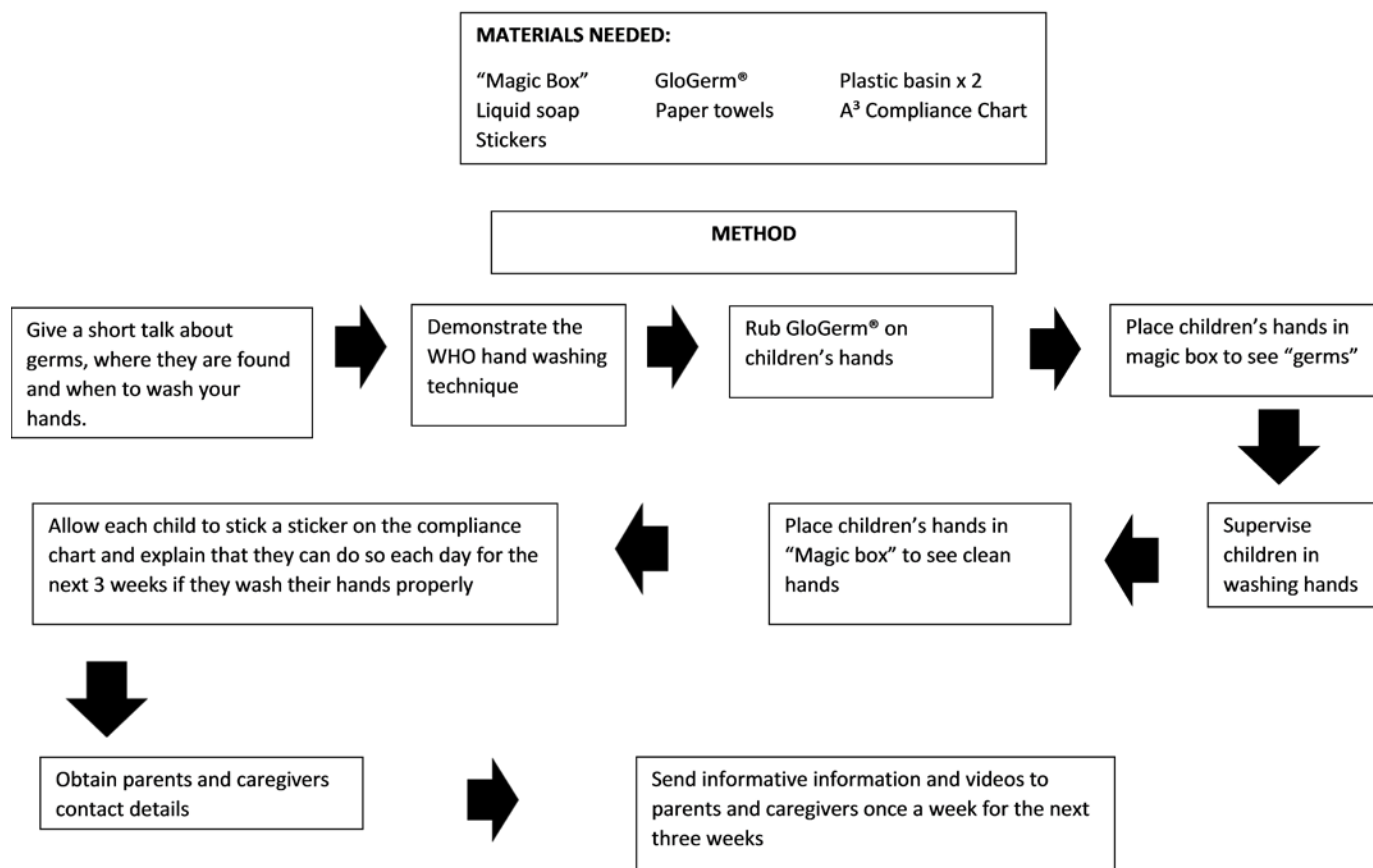 MATERIALS NEEDED:
“Magic Box” GloGerm® Plastic basin x 2
Liquid soap Paper towels A³ Compliance Chart
Stickers
METHOD
Give a short talk about
germs, where they are found
and when to wash your
hands.
Demonstrate the
WHO hand washing
technique
Rub GloGerm® on
children’s hands
Place children’s hands in
magic box to see “germs”
Supervise
children in
washing hands
Place children’s hands in
“Magic box” to see clean
hands
Allow each child to stick a sticker on the compliance
chart and explain that they can do so each day for the
next 3 weeks if they wash their hands properly
Obtain parents and caregivers
contact details
Send informative information and videos to
parents and caregivers once a week for the next
three weeks